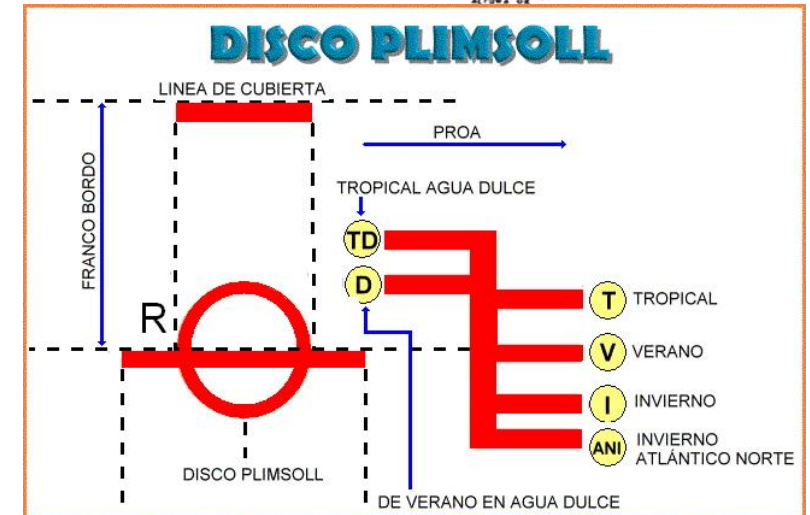 DISCO PLIMSOLL
LINEA DE CUBIERTA
PROA
FRANCO BORDO
TROPICAL AGUA DULCE
TD
D
R
T TROPICAL
V VERANO
I INVIERNO
ANI INVIERNO
ATLÁNTICO NORTE
DISCO PLIMSOLL
DE VERANO EN AGUA DULCE